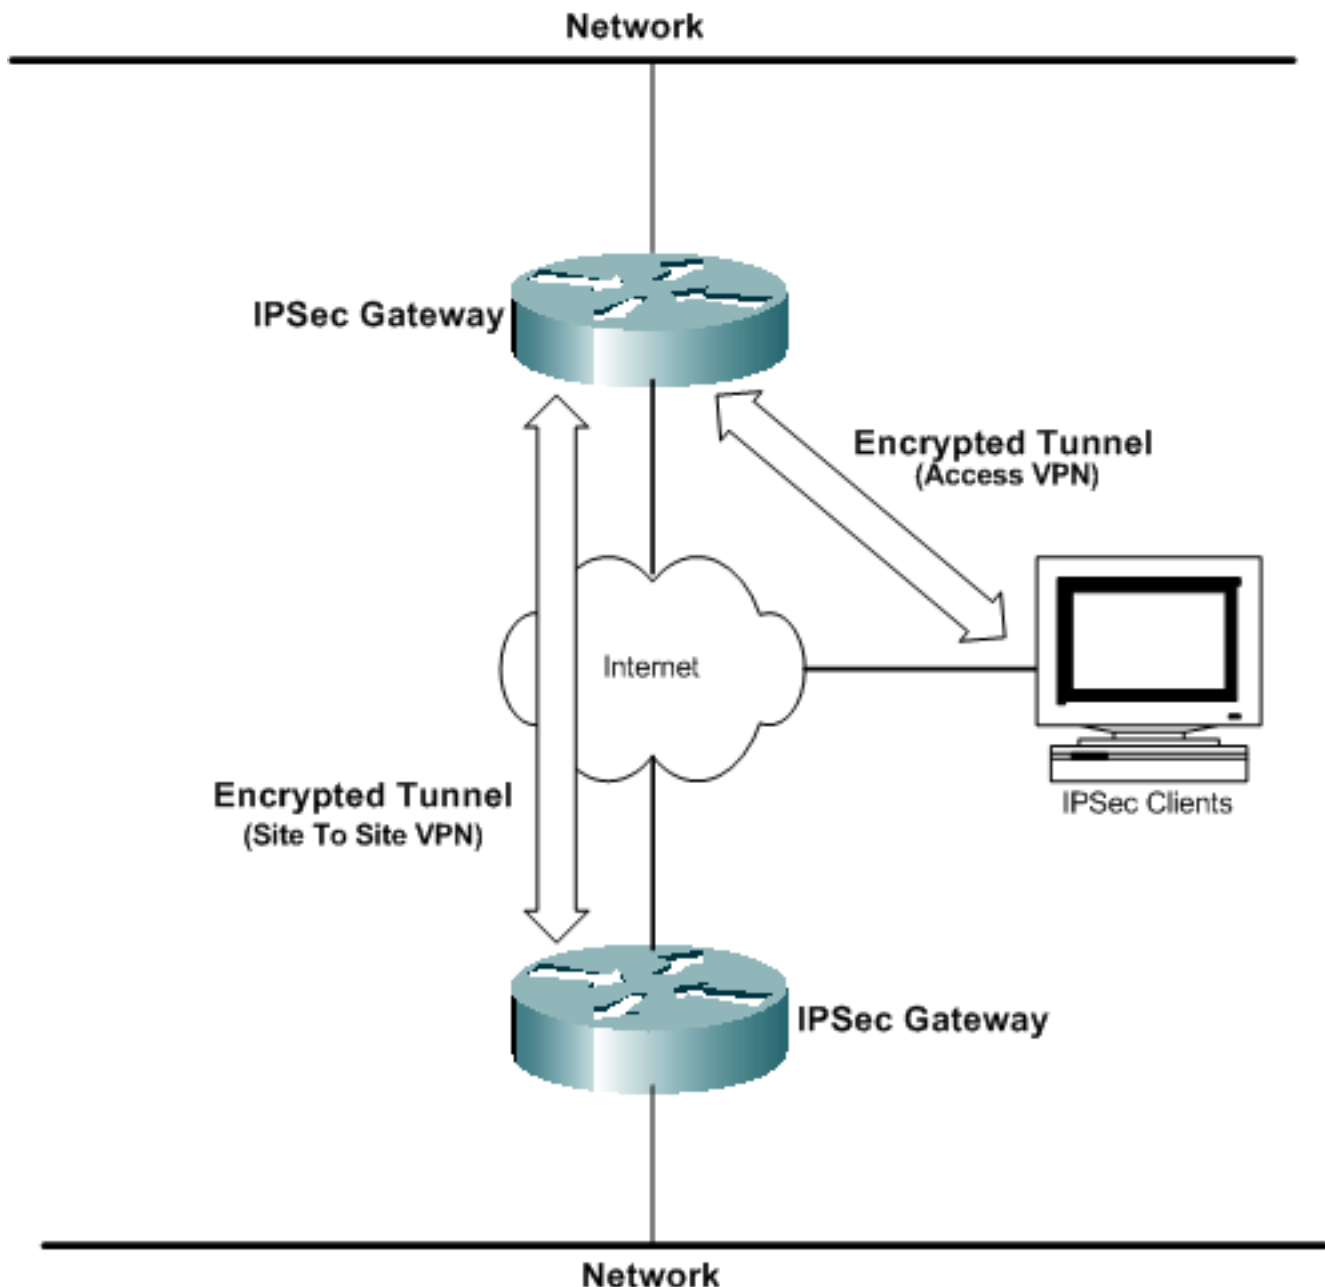 Network
IPSec Gateway
Encrypted Tunnel
(Access VPN)
Internet
Encrypted Tunnel
(Site To Site VPN)
IPSec Clients
IPSec Gateway
Network